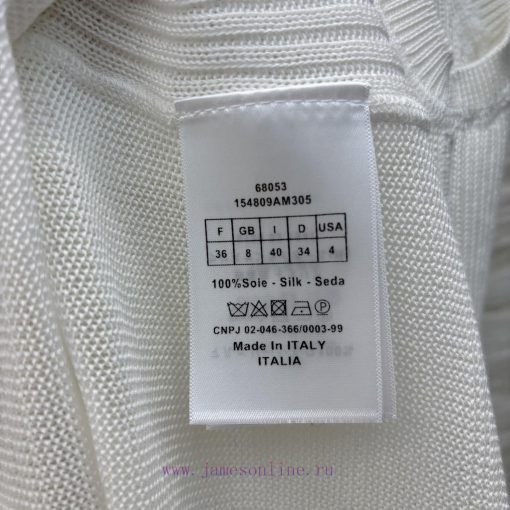 68053
154809AM305
F GB I D USA
36 8 40 34 4
100%Soie - Silk - Seda
CNPJ 02-046-366/0003-99
Made In ITALY
ITALIA
www.jamesonline.ru